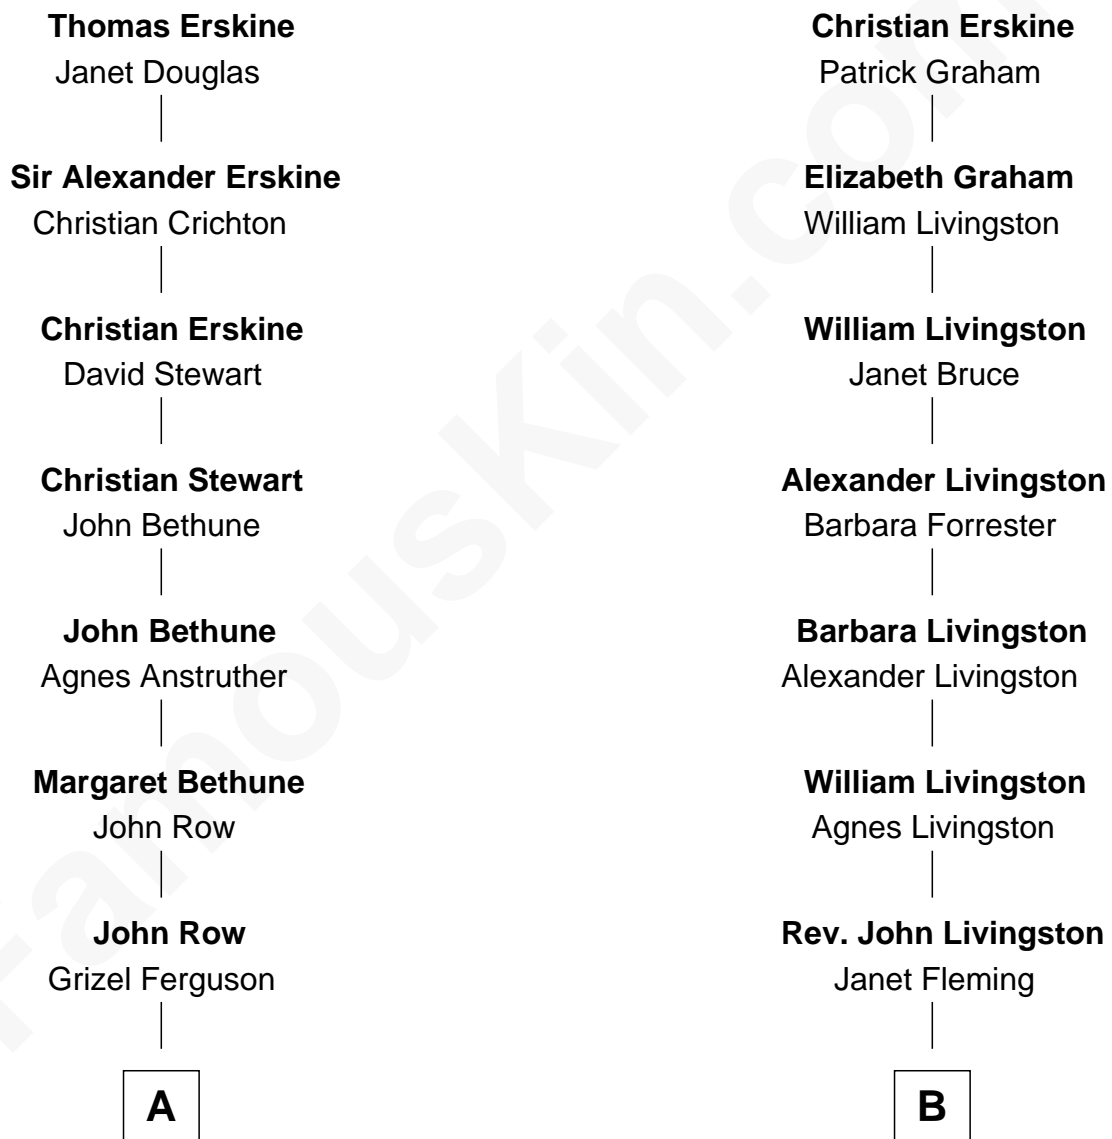 Thomas Erskine
Janet Douglas
Sir Alexander Erskine
Christian Crichton
Christian Erskine
David Stewart
Christian Stewart
John Bethune
John Bethune
Agnes Anstruther
Margaret Bethune
John Row
John Row
Grizel Ferguson
A
Christian Erskine
Patrick Graham
Elizabeth Graham
William Livingston
William Livingston
Janet Bruce
Alexander Livingston
Barbara Forrester
Barbara Livingston
Alexander Livingston
William Livingston
Agnes Livingston
Rev. John Livingston
Janet Fleming
B
FamousKin.com